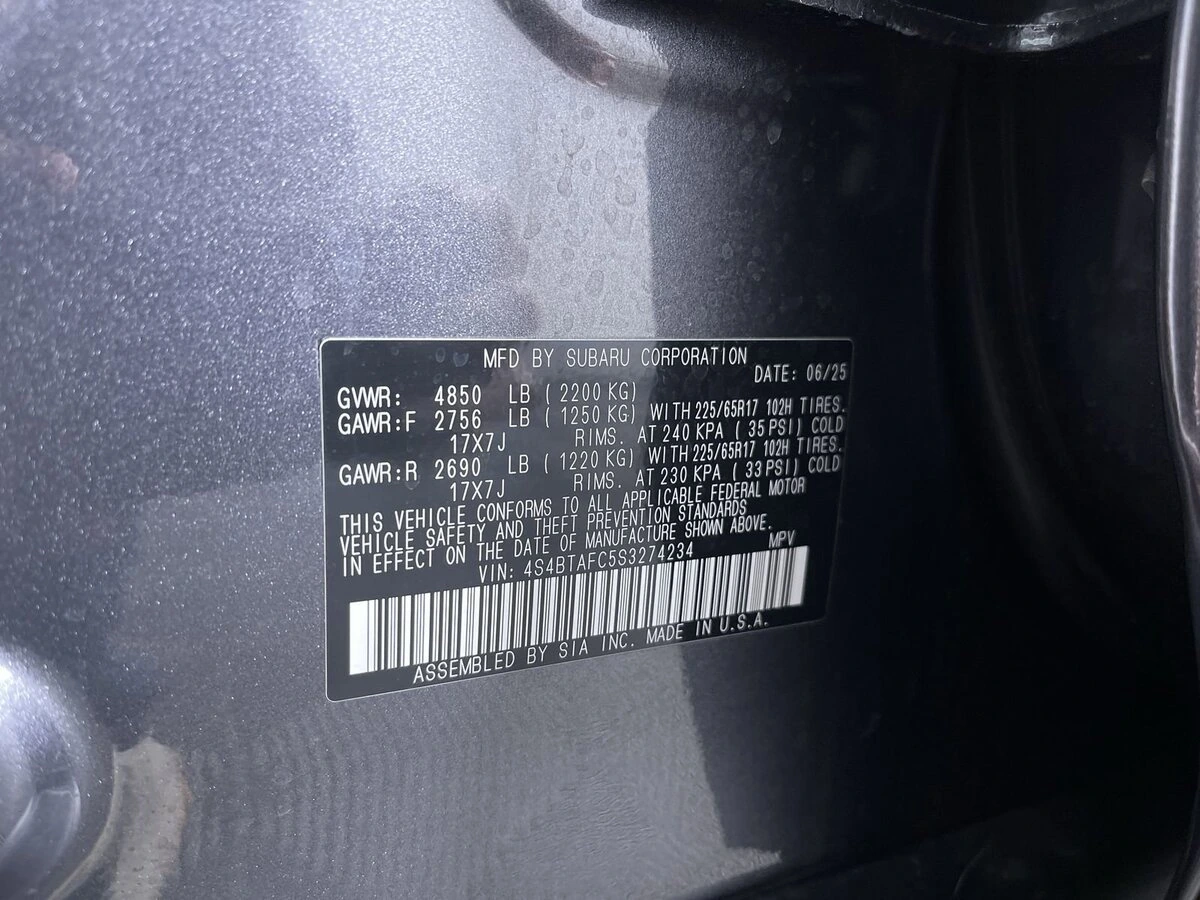 MFD BY SUBARU CORPORATION
DATE: 06/25
GVWR: 4850 LB ( 2200 KG)
GAWR:F 2756 LB ( 1250 KG) WITH 225/65R17 102H TIRES.
17X7J RIMS. AT 240 KPA ( 35 PSI) COLD
GAWR:R 2690 LB ( 1220 KG) WITH 225/65R17 102H TIRES.
17X7J RIMS. AT 230 KPA ( 33 PSI) COLD
THIS VEHICLE CONFORMS TO ALL APPLICABLE FEDERAL MOTOR
VEHICLE SAFETY AND THEFT PREVENTION STANDARDS
IN EFFECT ON THE DATE OF MANUFACTURE SHOWN ABOVE.
VIN: 4S4BTAFC5S3274234 MPV
ASSEMBLED BY SIA INC. MADE IN U.S.A.